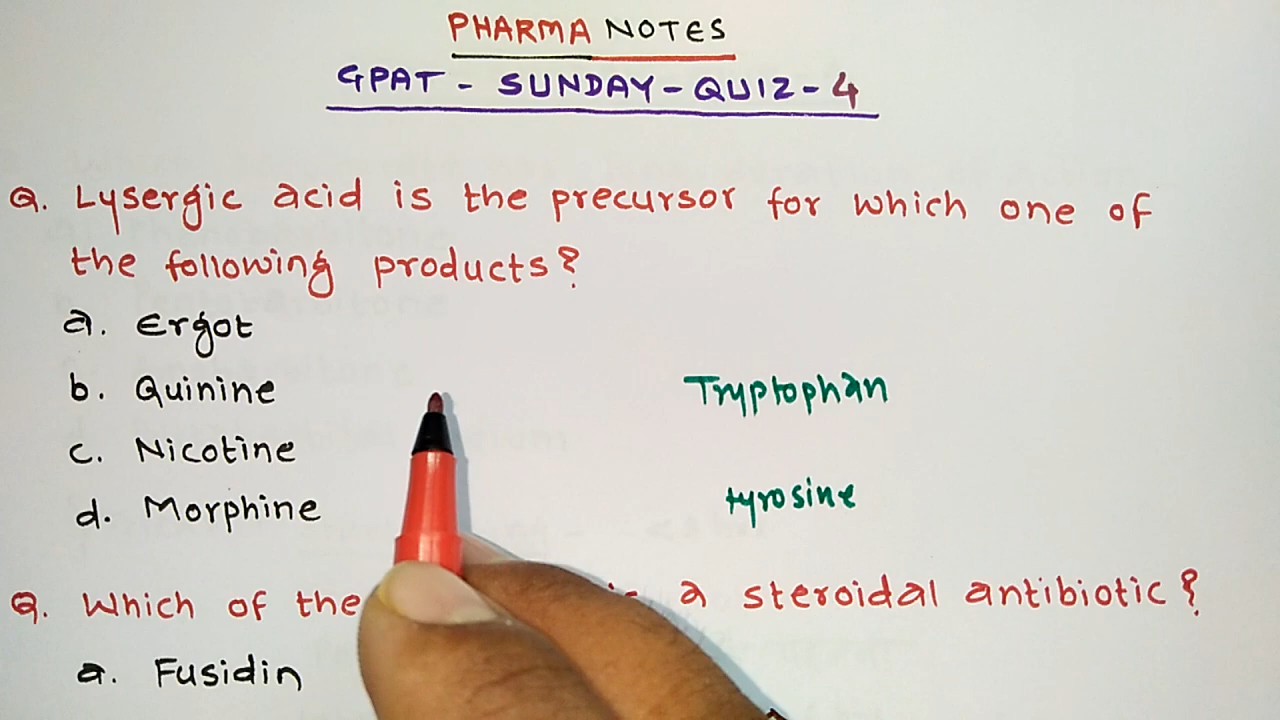 PHARMA NOTES
GPAT - SUNDAY - QUIZ - 4
Q. Lysergic acid is the precursor for which one of
the following products?
a. Ergot
b. Quinine
Tryptophan
c. Nicotine
d. Morphine
tyrosine
Q. Which of the is a steroidal antibiotic?
a. Fusidin